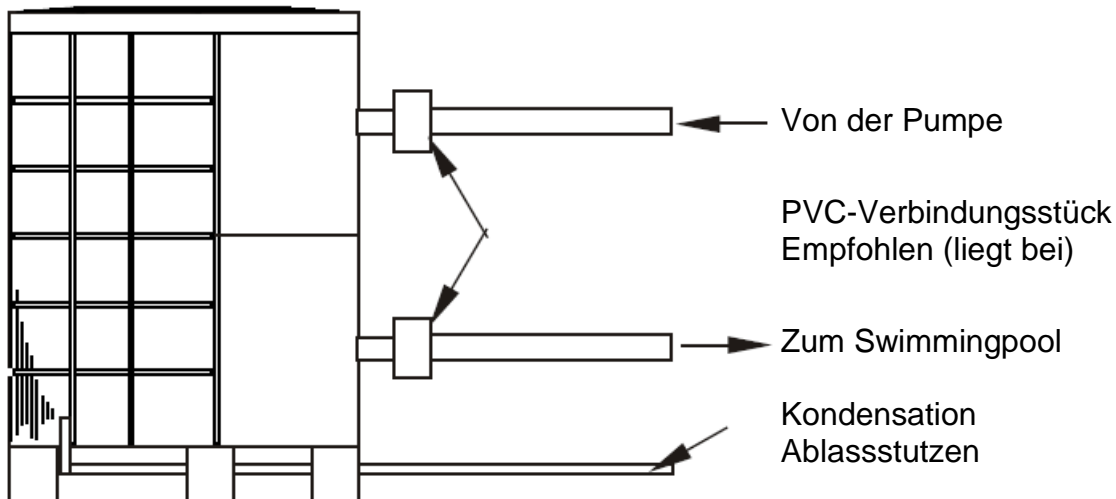 Von der Pumpe
PVC-Verbindungsstück
Empfohlen (liegt bei)
Zum Swimmingpool
Kondensation
Ablassstutzen